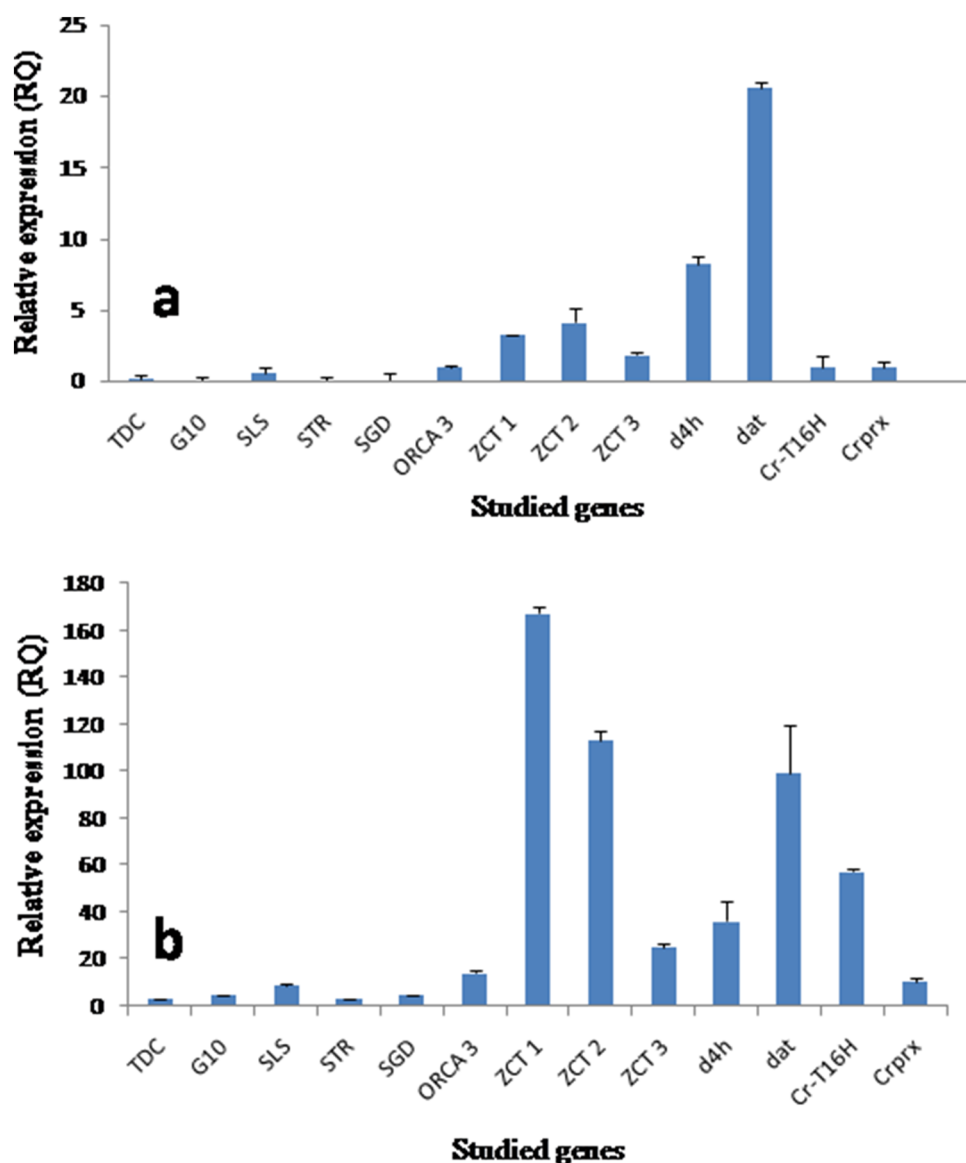 Relative expression (RQ)
25
20
15
10
5
0
a
TDC
G10
SLS
STR
SGD
ORCA 3
ZCT 1
ZCT 2
ZCT 3
d4h
dat
Cr-T16H
Crprx
Studied genes
Relative expression (RQ)
180
160
140
120
100
80
60
40
20
0
b
TDC
G10
SLS
STR
SGD
ORCA 3
ZCT 1
ZCT 2
ZCT 3
d4h
dat
Cr-T16H
Crprx
Studied genes